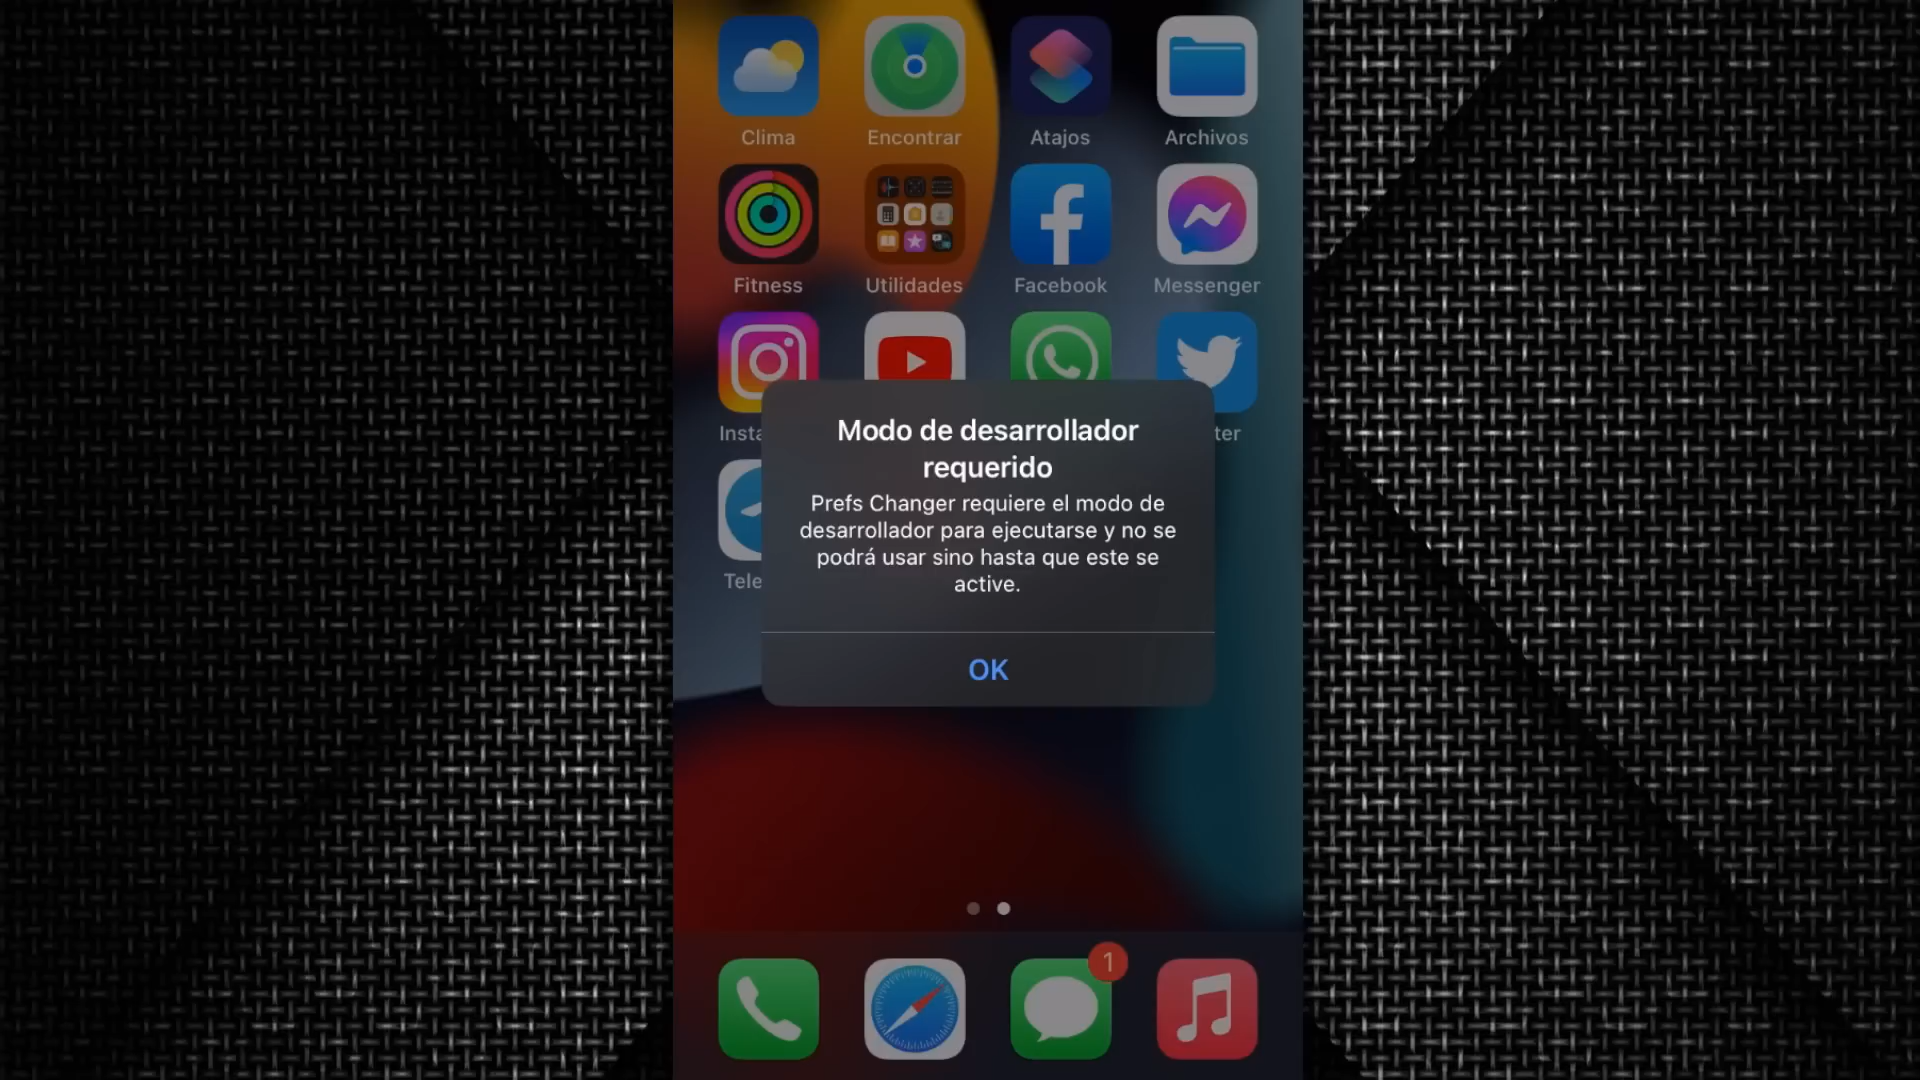 Clima Encontrar Atajos Archivos
Fitness Utilidades Facebook Messenger
Insta ter
Modo de desarrollador
requerido
Prefs Changer requiere el modo de
desarrollador para ejecutarse y no se
podrá usar sino hasta que este se
active.
Tele
OK
1